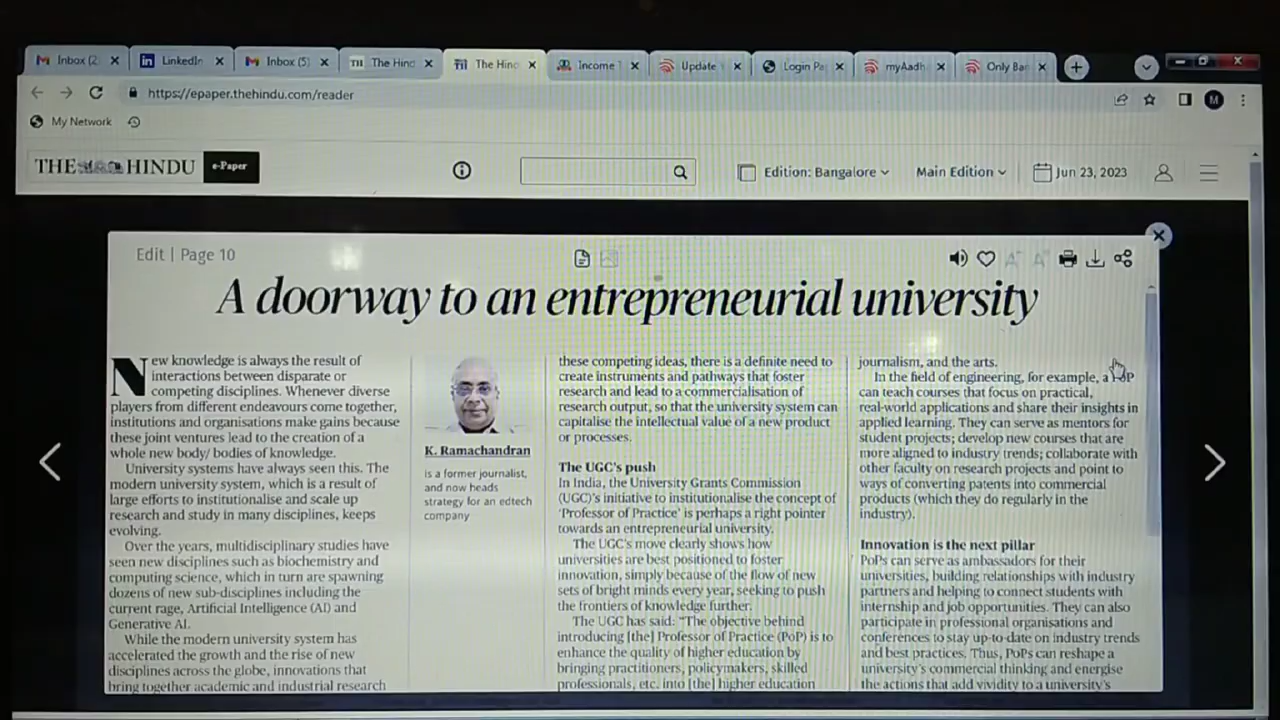 Inbox (2
LinkedIn
Inbox (5)
The Hind
The Hind
Income T
Update
Login Pa
myAadh
Only Ban
https://epaper.thehindu.com/reader
M
My Network
THE HINDU
e-Paper
Edition: Bangalore
Main Edition
Jun 23, 2023
Edit | Page 10
A doorway to an entrepreneurial university
New knowledge is always the result of
interactions between disparate or
competing disciplines. Whenever diverse
players from different endeavours come together,
institutions and organisations make gains because
these joint ventures lead to the creation of a
whole new body/ bodies of knowledge.
University systems have always seen this. The
modern university system, which is a result of
large efforts to institutionalise and scale up
research and study in many disciplines, keeps
evolving.
Over the years, multidisciplinary studies have
seen new disciplines such as biochemistry and
computing science, which in turn are spawning
dozens of new sub-disciplines including the
current rage, Artificial Intelligence (AI) and
Generative AI.
While the modern university system has
accelerated the growth and the rise of new
disciplines across the globe, innovations that
bring together academic and industrial research
K. Ramachandran
is a former journalist,
and now heads
strategy for an edtech
company
these competing ideas, there is a definite need to
create instruments and pathways that foster
research and lead to a commercialisation of
research output, so that the university system can
capitalise the intellectual value of a new product
or processes.
The UGC's push
In India, the University Grants Commission
(UGC)'s initiative to institutionalise the concept of
'Professor of Practice' is perhaps a right pointer
towards an entrepreneurial university.
The UGC's move clearly shows how
universities are best positioned to foster
innovation, simply because of the flow of new
sets of bright minds every year, seeking to push
the frontiers of knowledge further.
The UGC has said: "The objective behind
introducing [the] Professor of Practice (PoP) is to
enhance the quality of higher education by
bringing practitioners, policymakers, skilled
professionals, etc. into [the] higher education
journalism, and the arts.
In the field of engineering, for example, a PoP
can teach courses that focus on practical,
real-world applications and share their insights in
applied learning. They can serve as mentors for
student projects; develop new courses that are
more aligned to industry trends; collaborate with
other faculty on research projects and point to
ways of converting patents into commercial
products (which they do regularly in the
industry).
Innovation is the next pillar
PoPs can serve as ambassadors for their
universities, building relationships with industry
partners and helping to connect students with
internship and job opportunities. They can also
participate in professional organisations and
conferences to stay up-to-date on industry trends
and best practices. Thus, PoPs can reshape a
university's commercial thinking and energise
the actions that add vividity to a university's